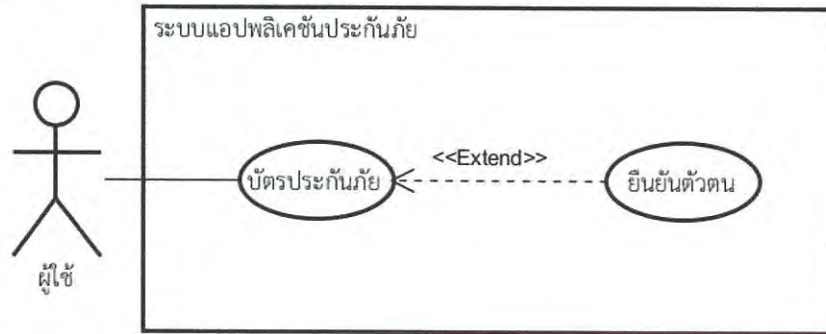 ระบบแอปพลิเคชันประกันภัย
<<Extend>>
บัตรประกันภัย
ยืนยันตัวตน
ผู้ใช้